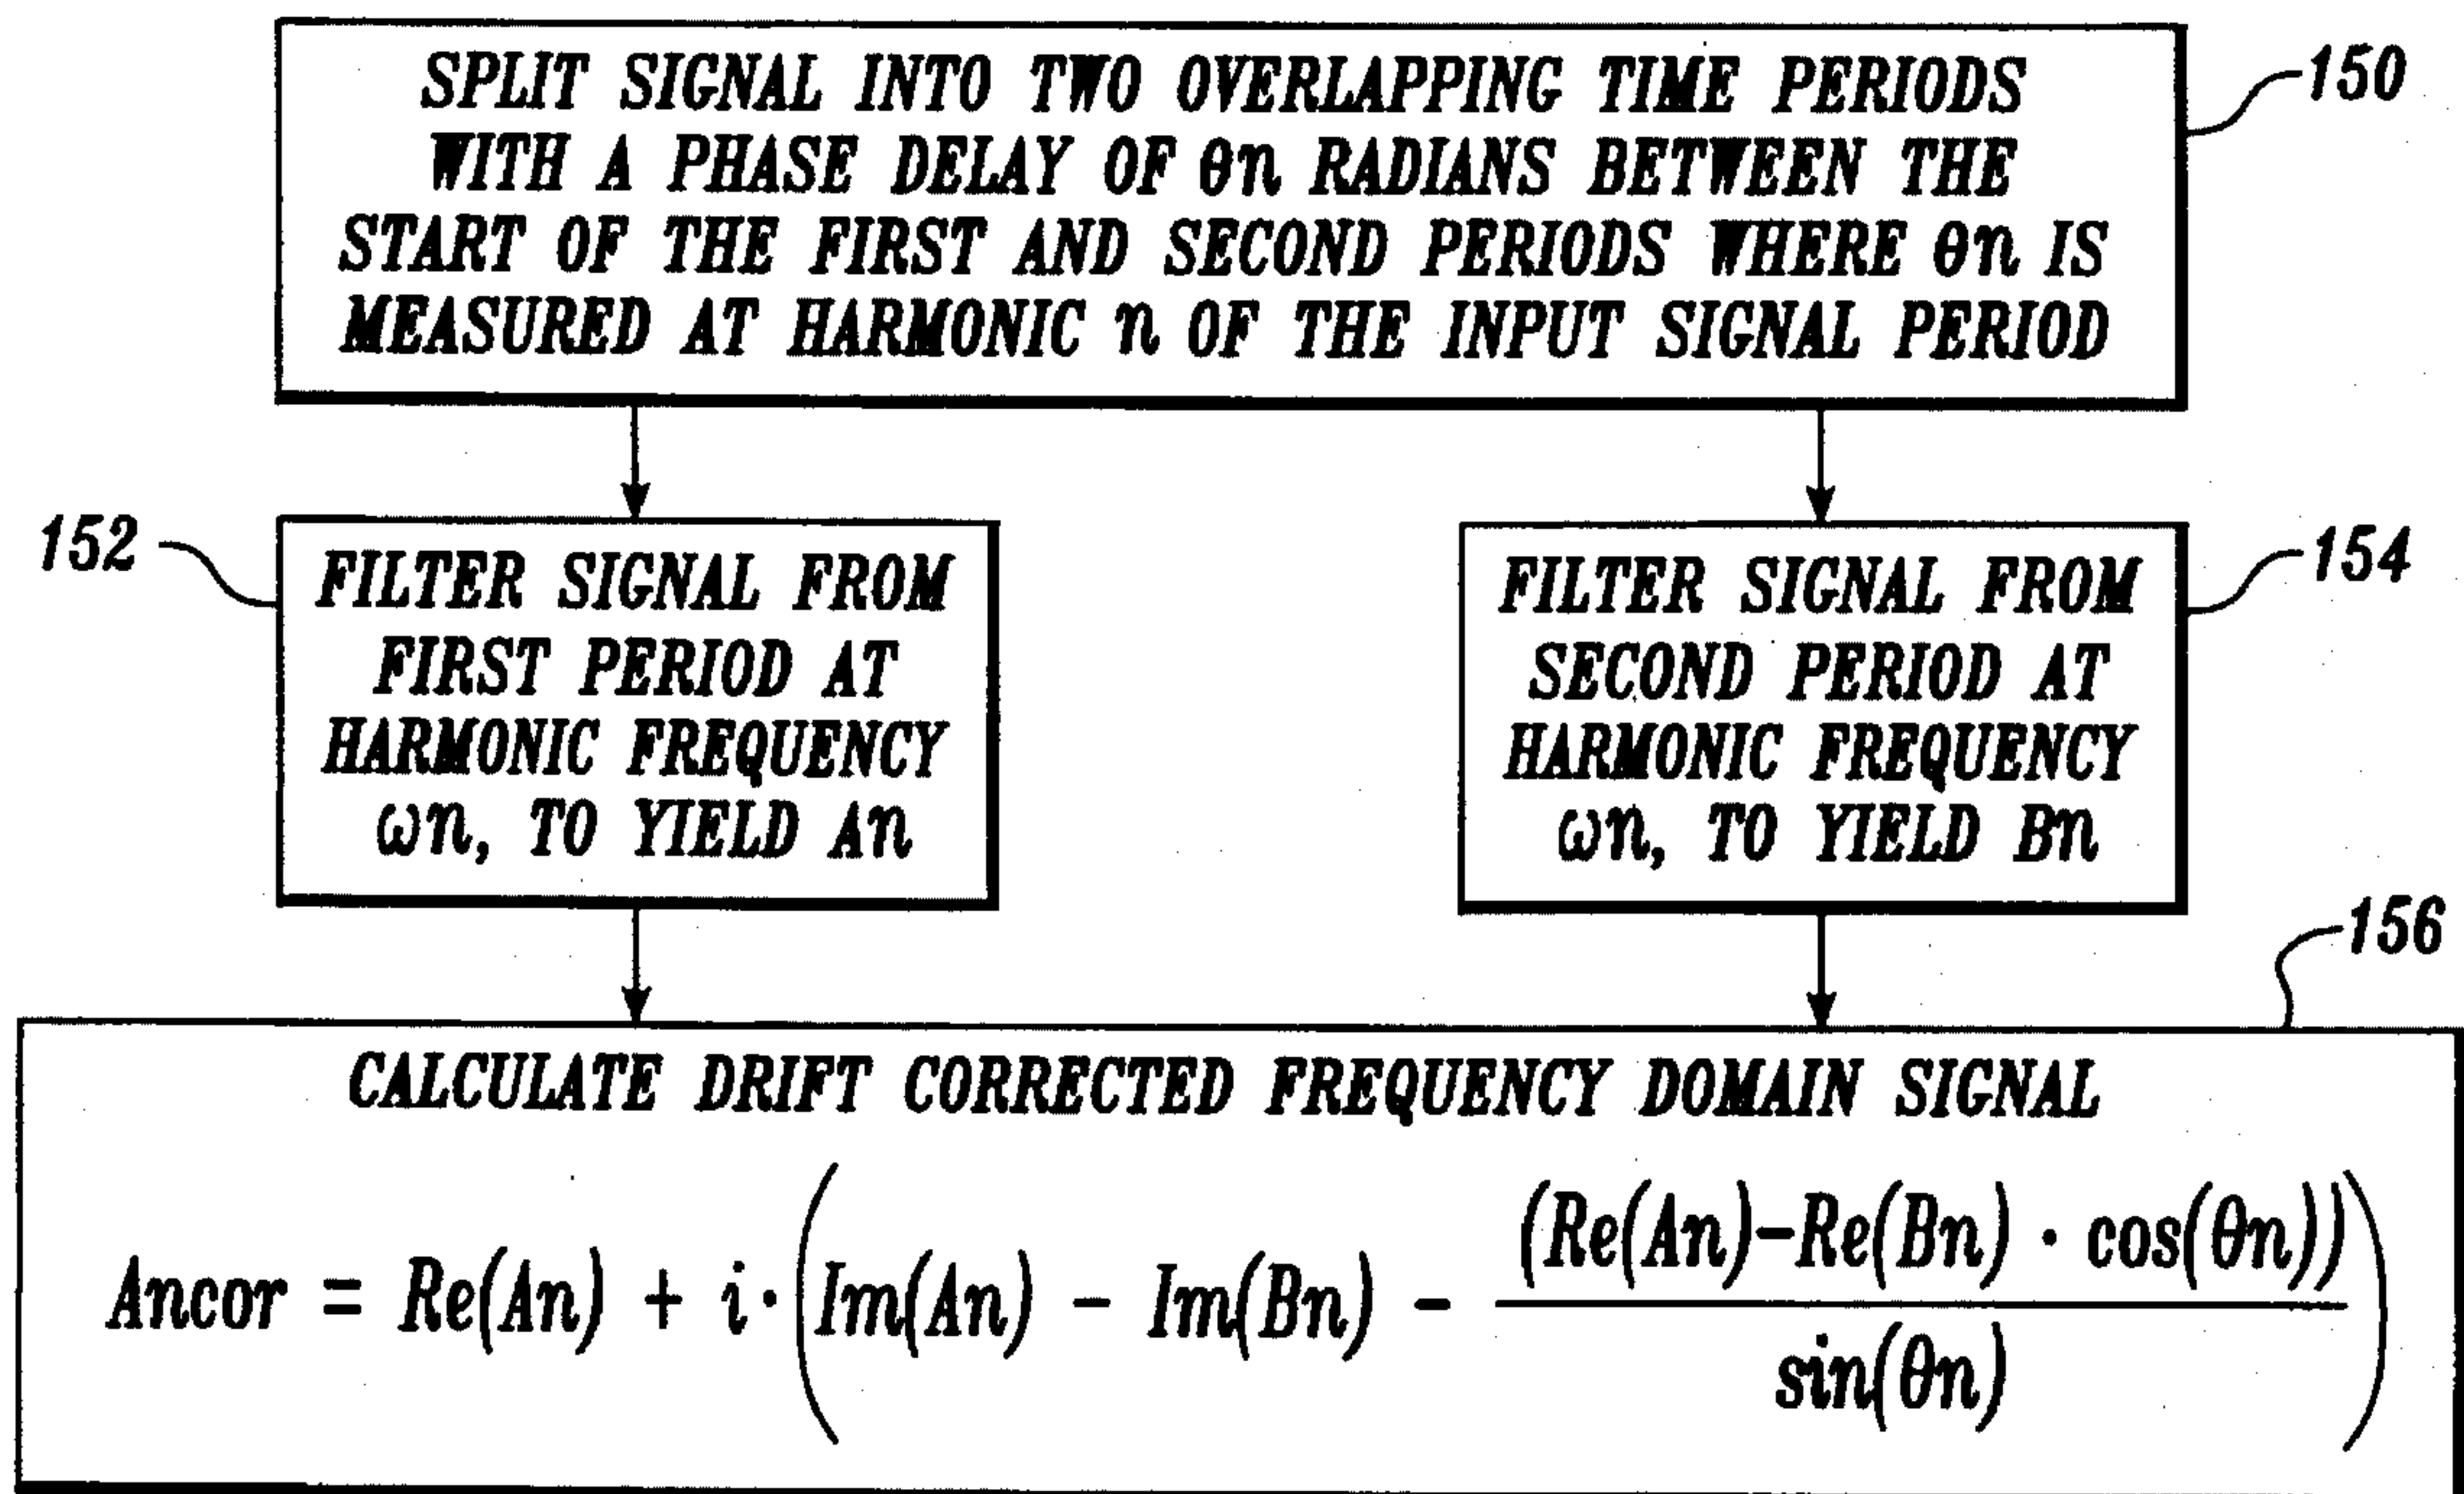 SPLIT SIGNAL INTO TWO OVERLAPPING TIME PERIODS
WITH A PHASE DELAY OF θn RADIANS BETWEEN THE
START OF THE FIRST AND SECOND PERIODS WHERE θn IS
MEASURED AT HARMONIC n OF THE INPUT SIGNAL PERIOD
150
152
FILTER SIGNAL FROM
FIRST PERIOD AT
HARMONIC FREQUENCY
ωn, TO YIELD An
FILTER SIGNAL FROM
SECOND PERIOD AT
HARMONIC FREQUENCY
ωn, TO YIELD Bn
154
156
CALCULATE DRIFT CORRECTED FREQUENCY DOMAIN SIGNAL
Ancor = Re(An) + i·(Im(An) - Im(Bn) - (Re(An)-Re(Bn) · cos(θn))
sin(θn))